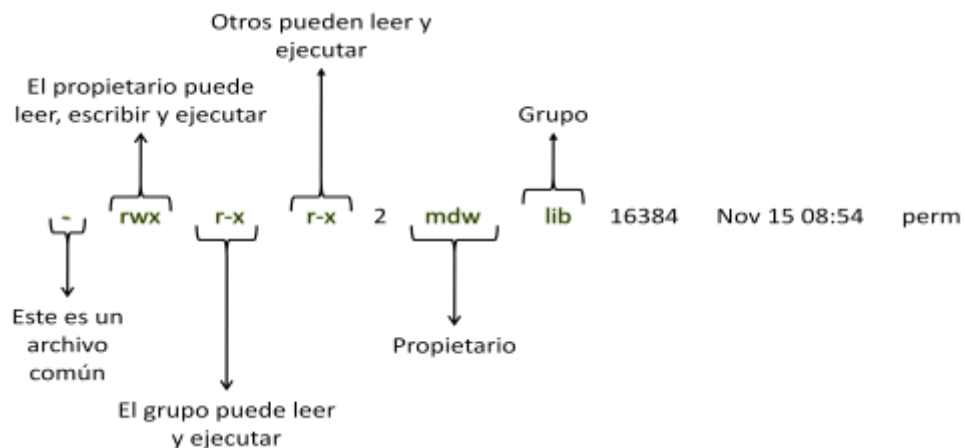 Otros pueden leer y
ejecutar
El propietario puede
leer, escribir y ejecutar
Grupo
- rwx r-x r-x 2 mdw lib 16384 Nov 15 08:54 perm
Este es un
archivo
común
Propietario
El grupo puede leer
y ejecutar